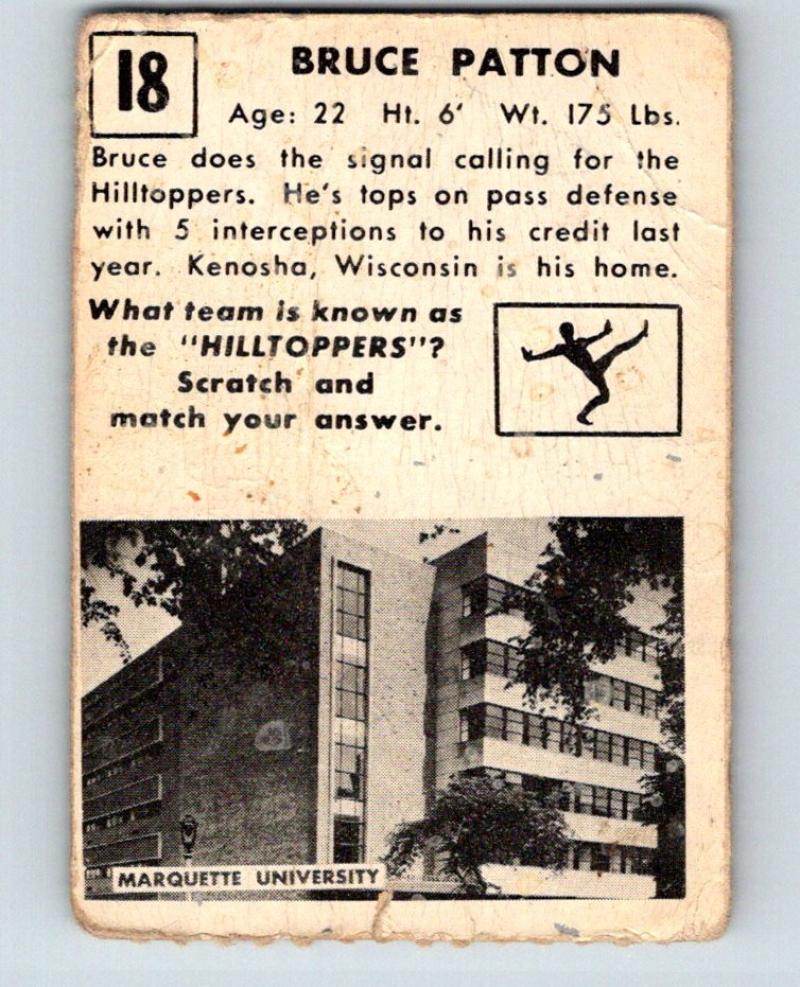 18
BRUCE PATTON
Age: 22 Ht. 6' Wt. 175 Lbs.
Bruce does the signal calling for the
Hilltoppers. He's tops on pass defense
with 5 interceptions to his credit last
year. Kenosha, Wisconsin is his home.
What team is known as
the "HILLTOPPERS"?
Scratch and
match your answer.
MARQUETTE UNIVERSITY